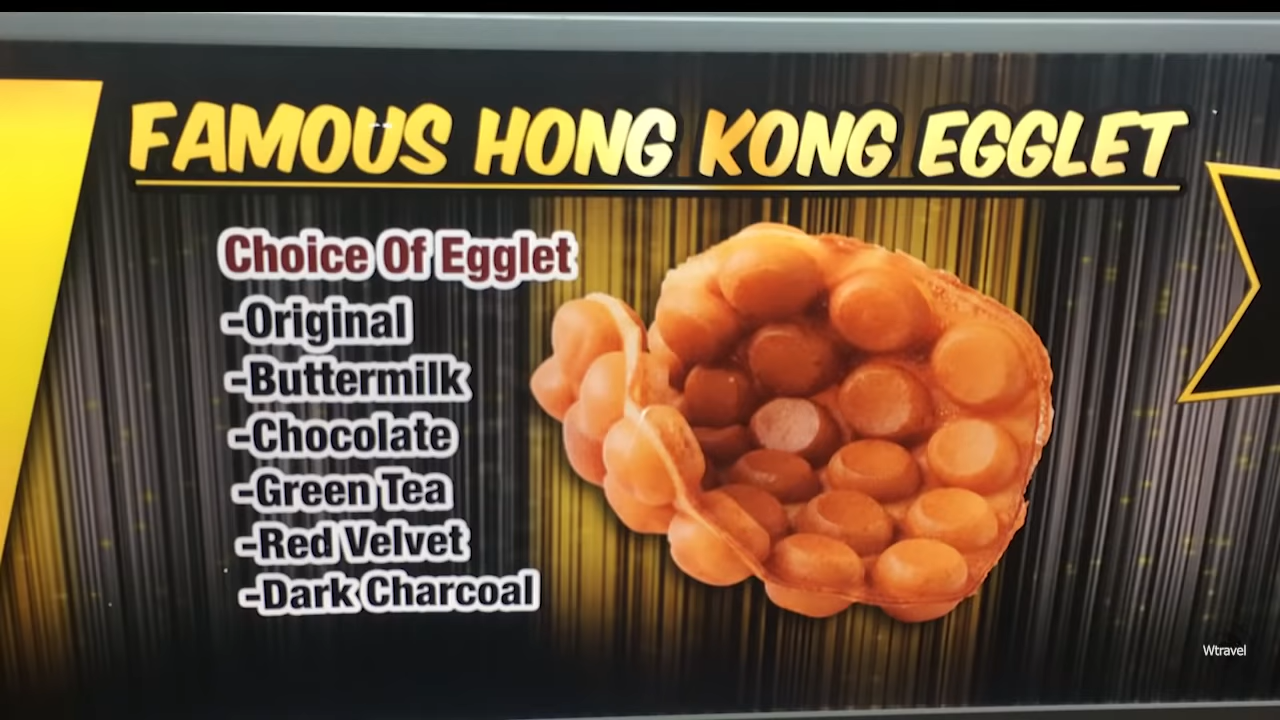 FAMOUS HONG KONG EGGLET
Choice Of Egglet
-Original
-Buttermilk
-Chocolate
-Green Tea
-Red Velvet
-Dark Charcoal
Wtravel